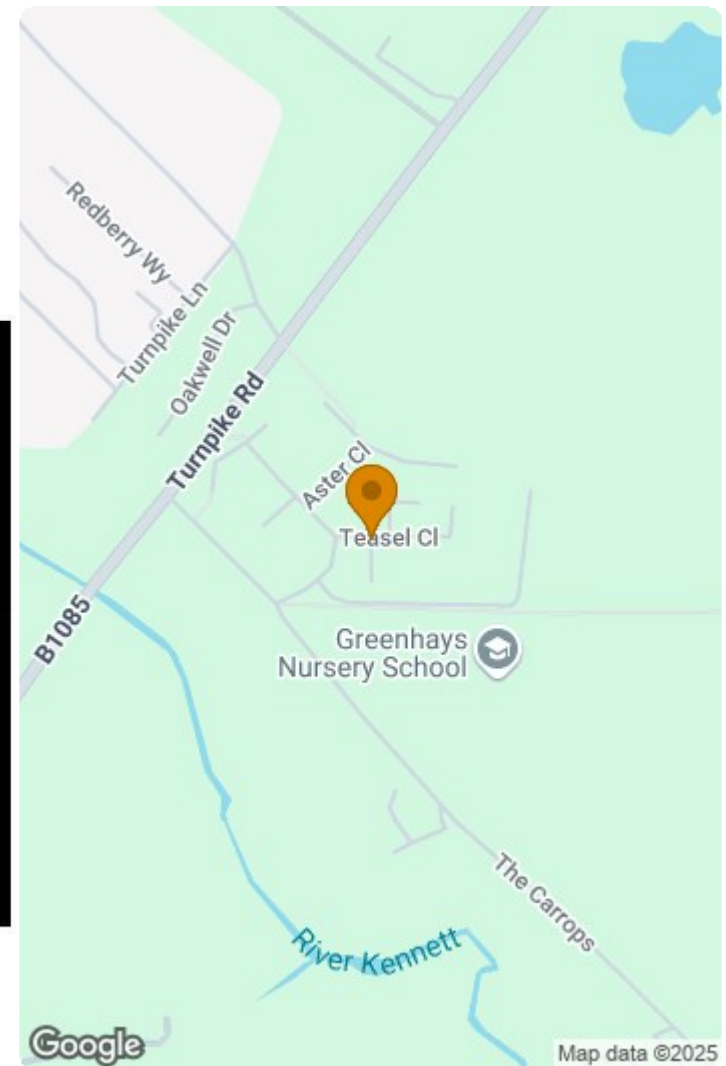 Redberry Wy
Turnpike Ln
Oakwell Dr
Turnpike Rd
Aster Cl
Teasel Cl
B1085
Greenhays
Nursery School
The Carrops
River Kennett
Google
Map data ©2025